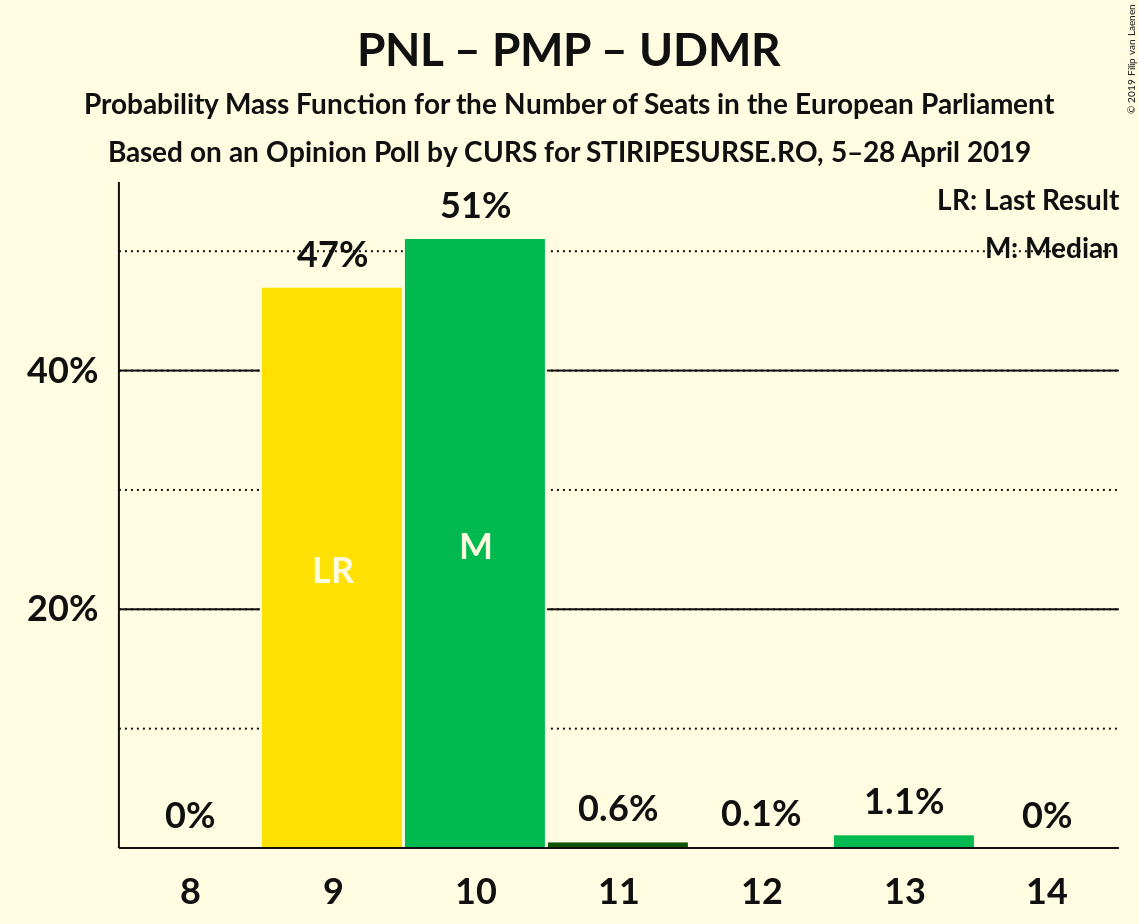 PNL – PMP – UDMR
Probability Mass Function for the Number of Seats in the European Parliament
Based on an Opinion Poll by CURS for STIRIPESURSE.RO, 5–28 April 2019
© 2019 Filip van Laenen
LR: Last Result
M: Median
51%
47%
40%
20%
LR
M
0%
0.6%
0.1%
1.1%
0%
8 9 10 11 12 13 14